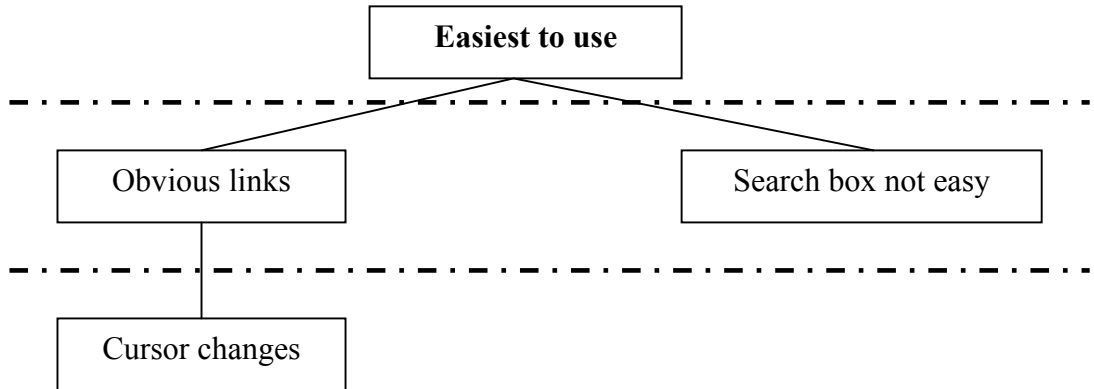 Easiest to use
Obvious links
Search box not easy
Cursor changes